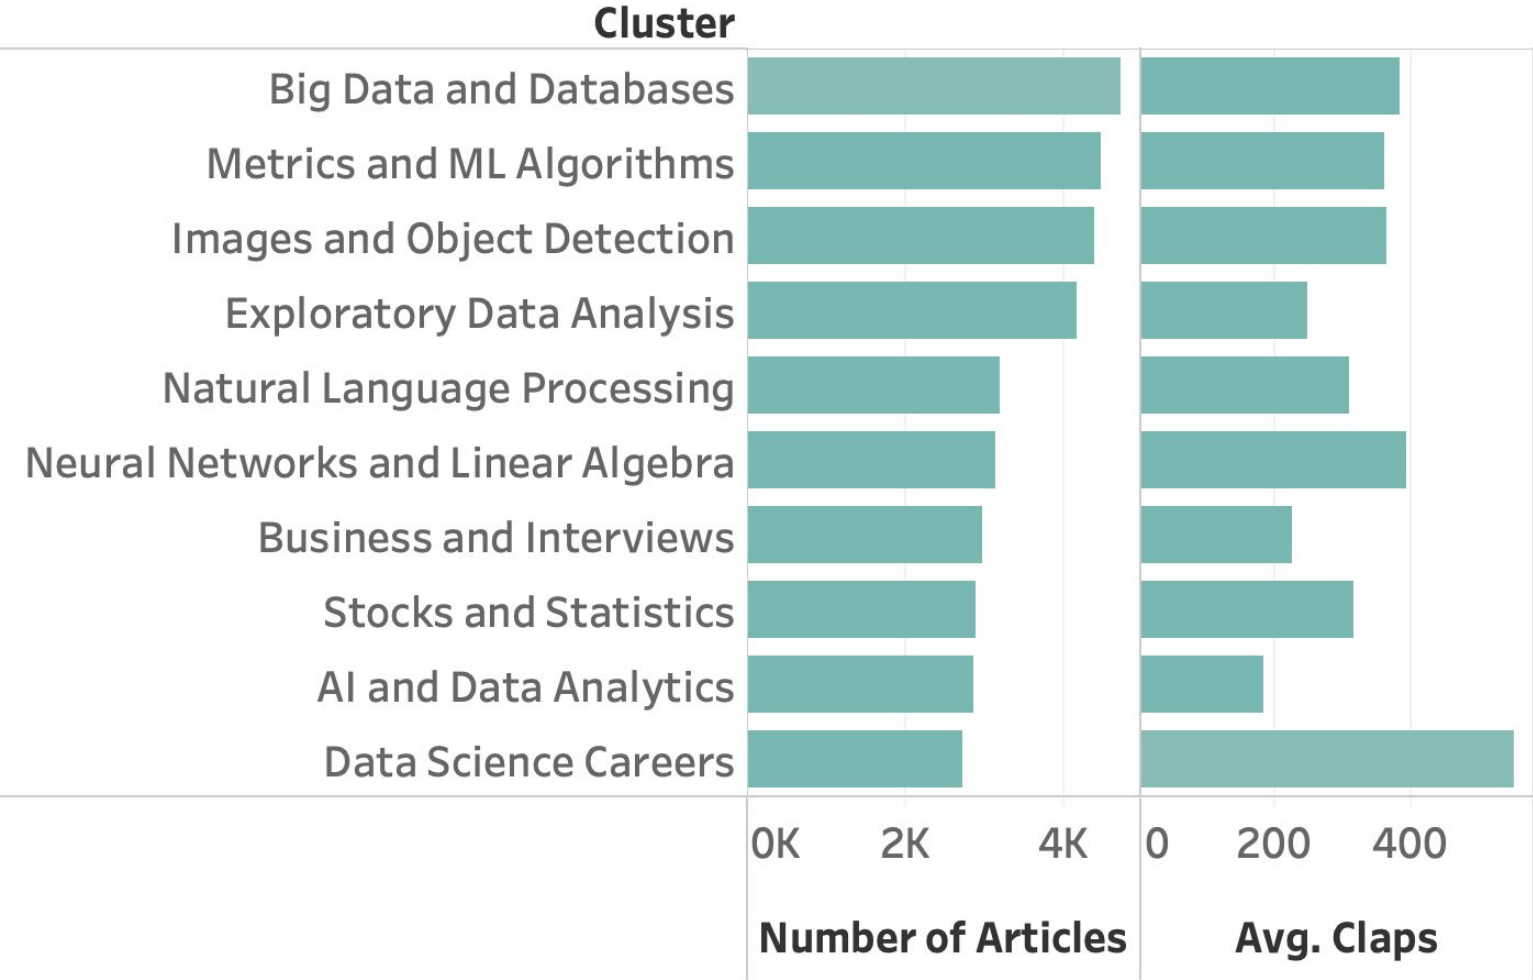 Cluster
Big Data and Databases
Metrics and ML Algorithms
Images and Object Detection
Exploratory Data Analysis
Natural Language Processing
Neural Networks and Linear Algebra
Business and Interviews
Stocks and Statistics
AI and Data Analytics
Data Science Careers
0K 2K 4K 0 200 400
Number of Articles Avg. Claps